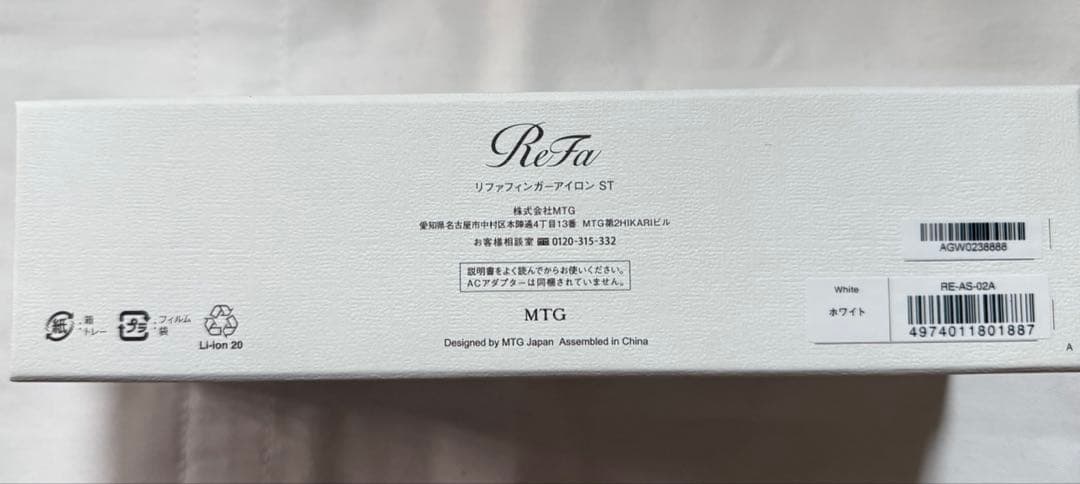 ReFa
リファフィンガーアイロン ST
株式会社MTG
愛知県名古屋市中村区本陣通4丁目13番 MTG第2HIKARIビル
お客様相談室 0120-315-332
説明書をよく読んでからお使いください。
ACアダプターは同梱されていません。
MTG
Designed by MTG Japan Assembled in China
紙 : 箱
トレー
プラ : フィルム
袋
Li-ion 20
AGW0238888
White
ホワイト
RE-AS-02A
4974011801887
A